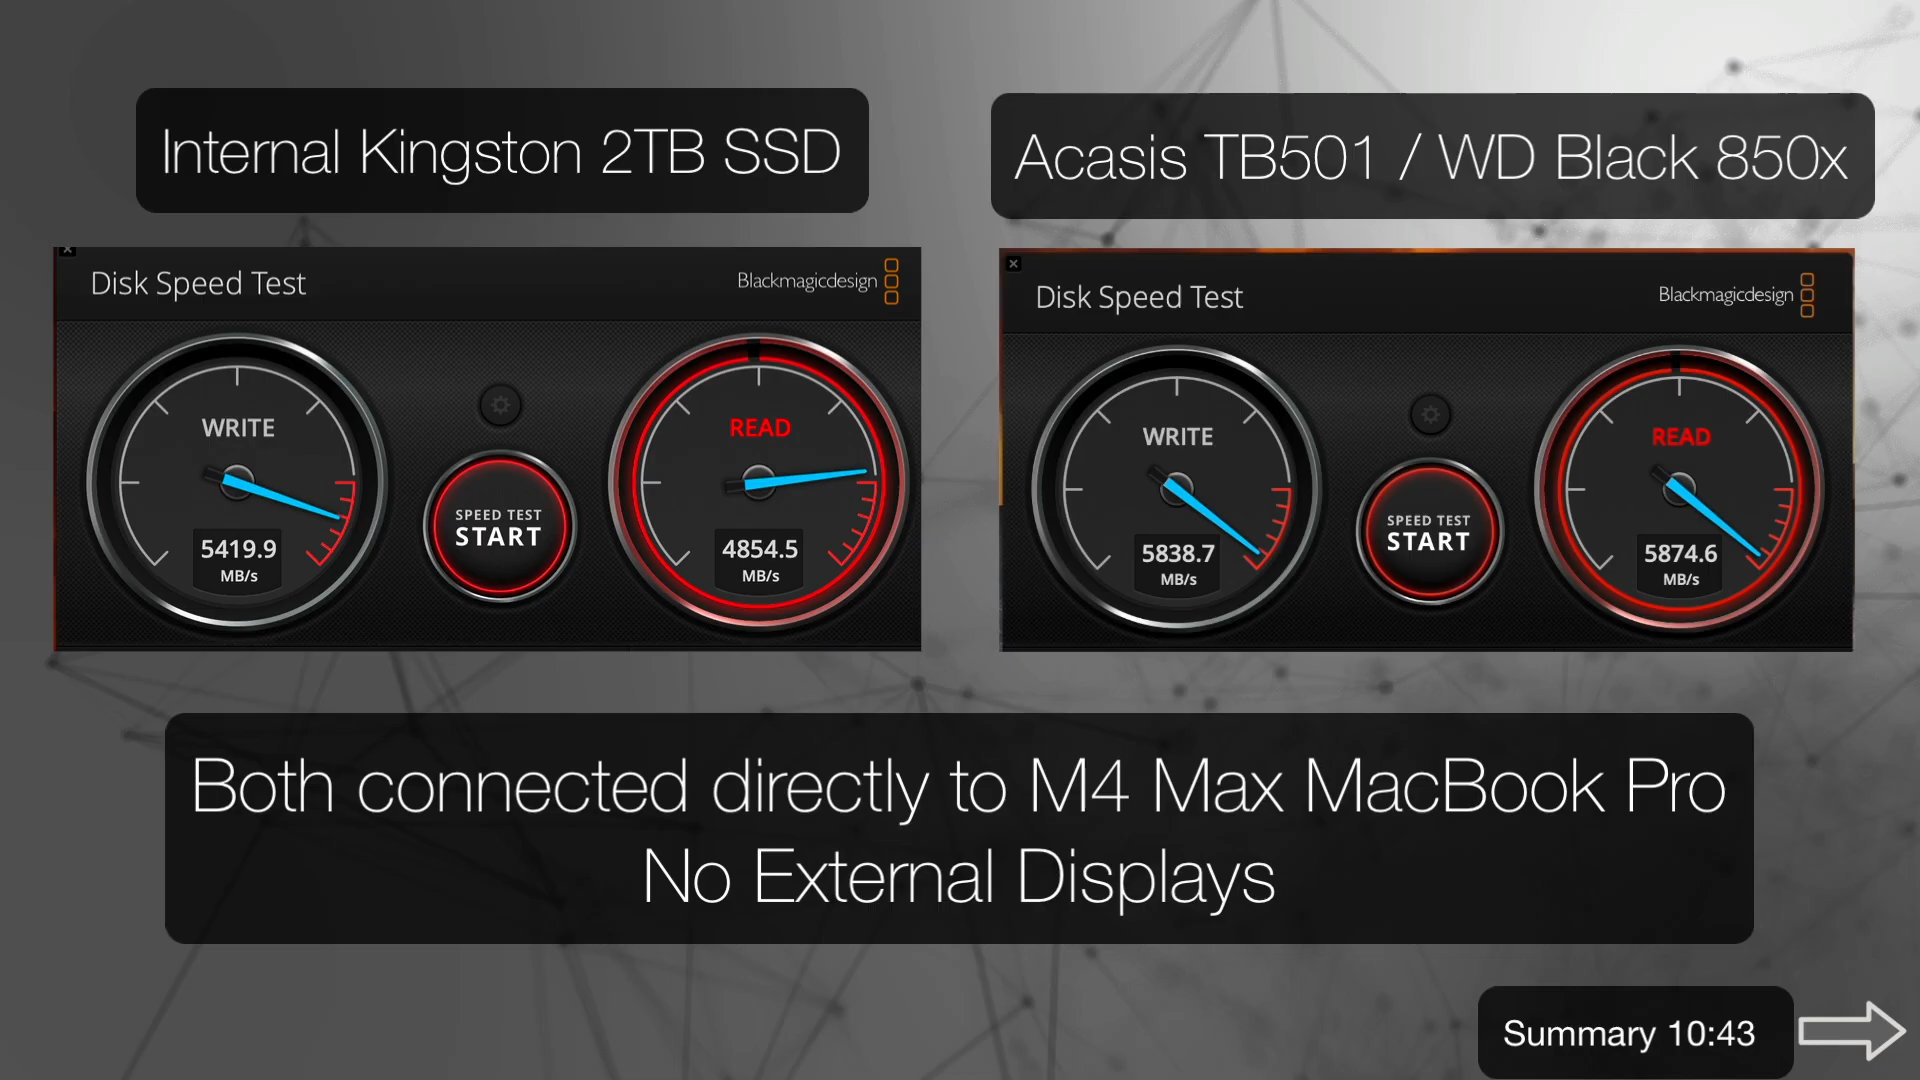 Internal Kingston 2TB SSD
Acasis TB501 / WD Black 850x
Disk Speed Test
Blackmagicdesign
WRITE
5419.9
MB/s
SPEED TEST
START
READ
4854.5
MB/s
Disk Speed Test
Blackmagicdesign
WRITE
5838.7
MB/s
SPEED TEST
START
READ
5874.6
MB/s
Both connected directly to M4 Max MacBook Pro
No External Displays
Summary 10:43